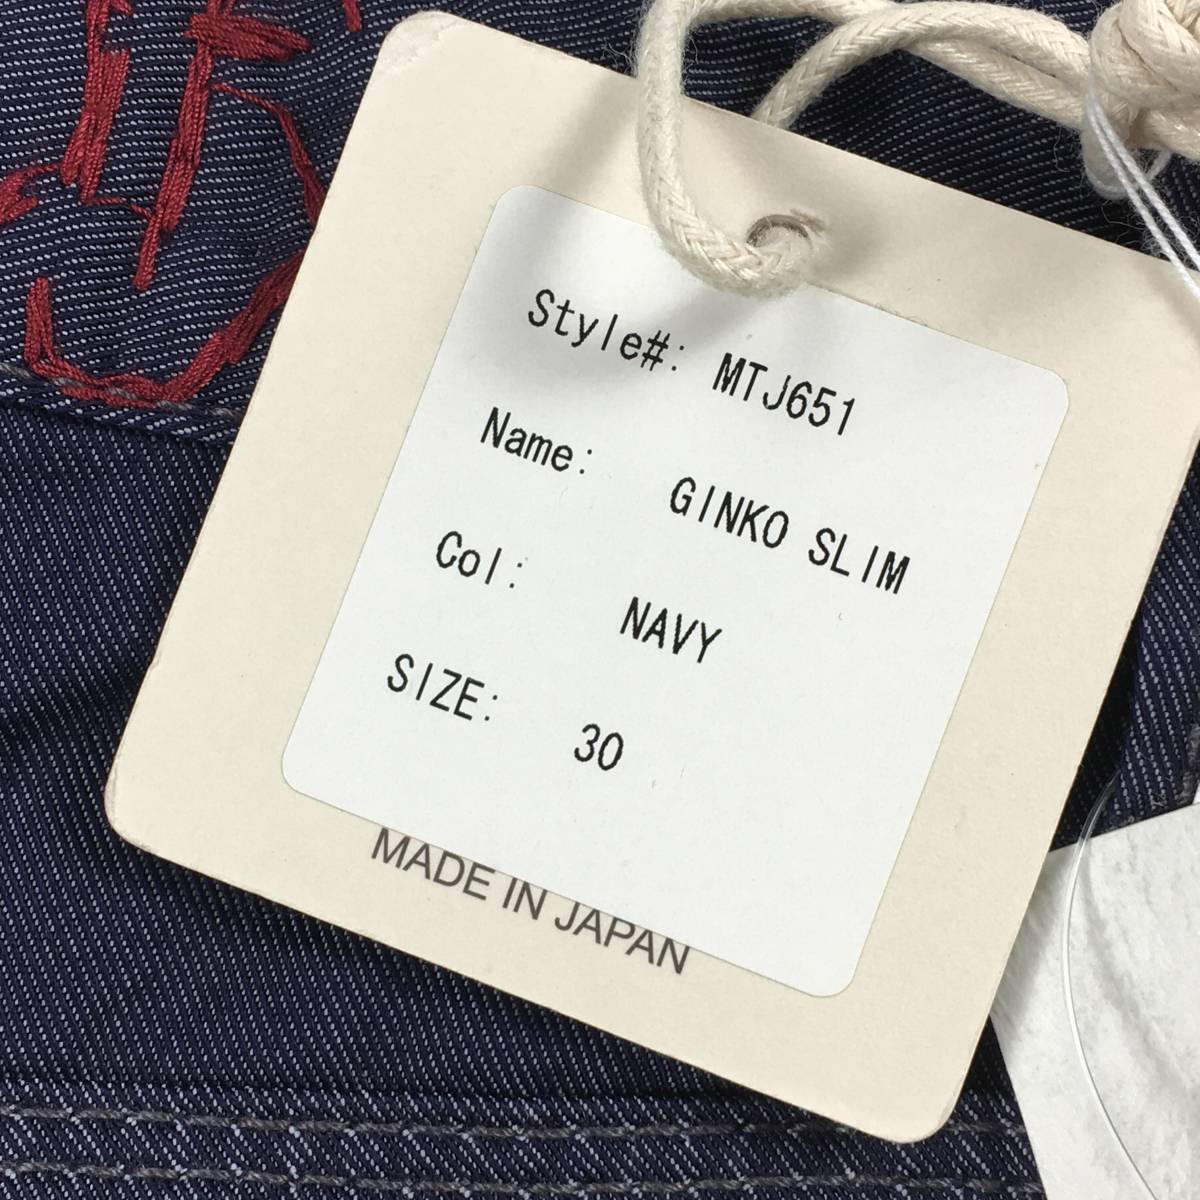 Style#: MTJ651
Name: GINKO SLIM
Col: NAVY
SIZE: 30
MADE IN JAPAN